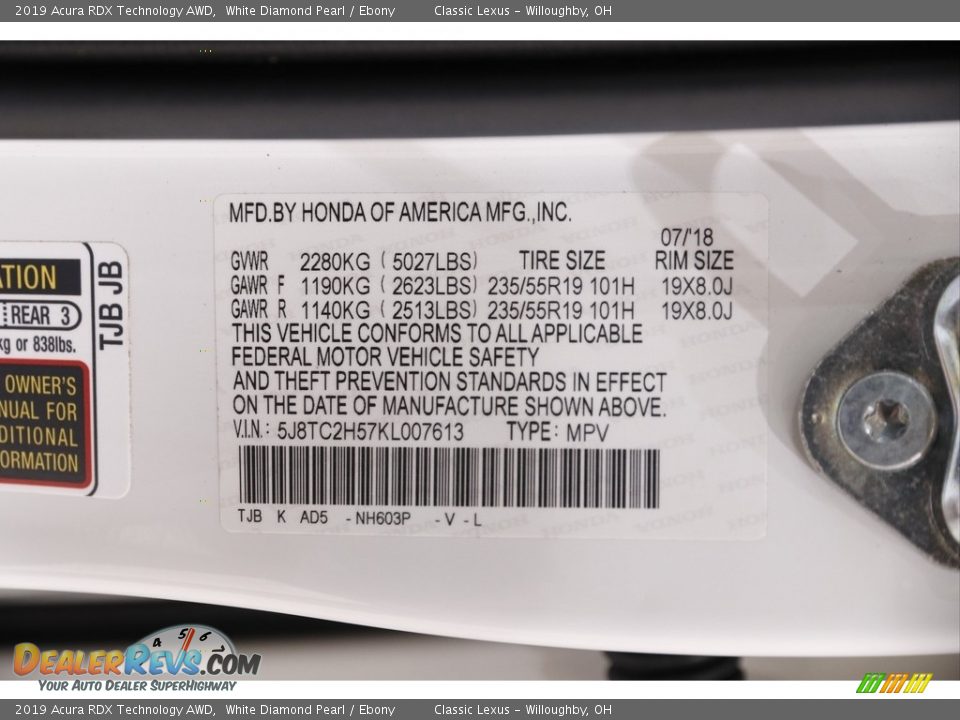 2019 Acura RDX Technology AWD, White Diamond Pearl / Ebony Classic Lexus - Willoughby, OH
MFD.BY HONDA OF AMERICA MFG.,INC.
07/'18
GVWR 2280KG (5027LBS) TIRE SIZE RIM SIZE
GAWR F 1190KG (2623LBS) 235/55R19 101H 19X8.0J
GAWR R 1140KG (2513LBS) 235/55R19 101H 19X8.0J
THIS VEHICLE CONFORMS TO ALL APPLICABLE
FEDERAL MOTOR VEHICLE SAFETY
AND THEFT PREVENTION STANDARDS IN EFFECT
ON THE DATE OF MANUFACTURE SHOWN ABOVE.
V.I.N.: 5J8TC2H57KL007613 TYPE: MPV
TJB K AD5 -NH603P -V -L
ATION
REAR 3
kg or 838lbs.
OWNER'S
NUAL FOR
DITIONAL
ORMATION
TJB JB
4 5 6
DEALERREVS.COM
YOUR AUTO DEALER SUPERHIGHWAY
2019 Acura RDX Technology AWD, White Diamond Pearl / Ebony Classic Lexus - Willoughby, OH